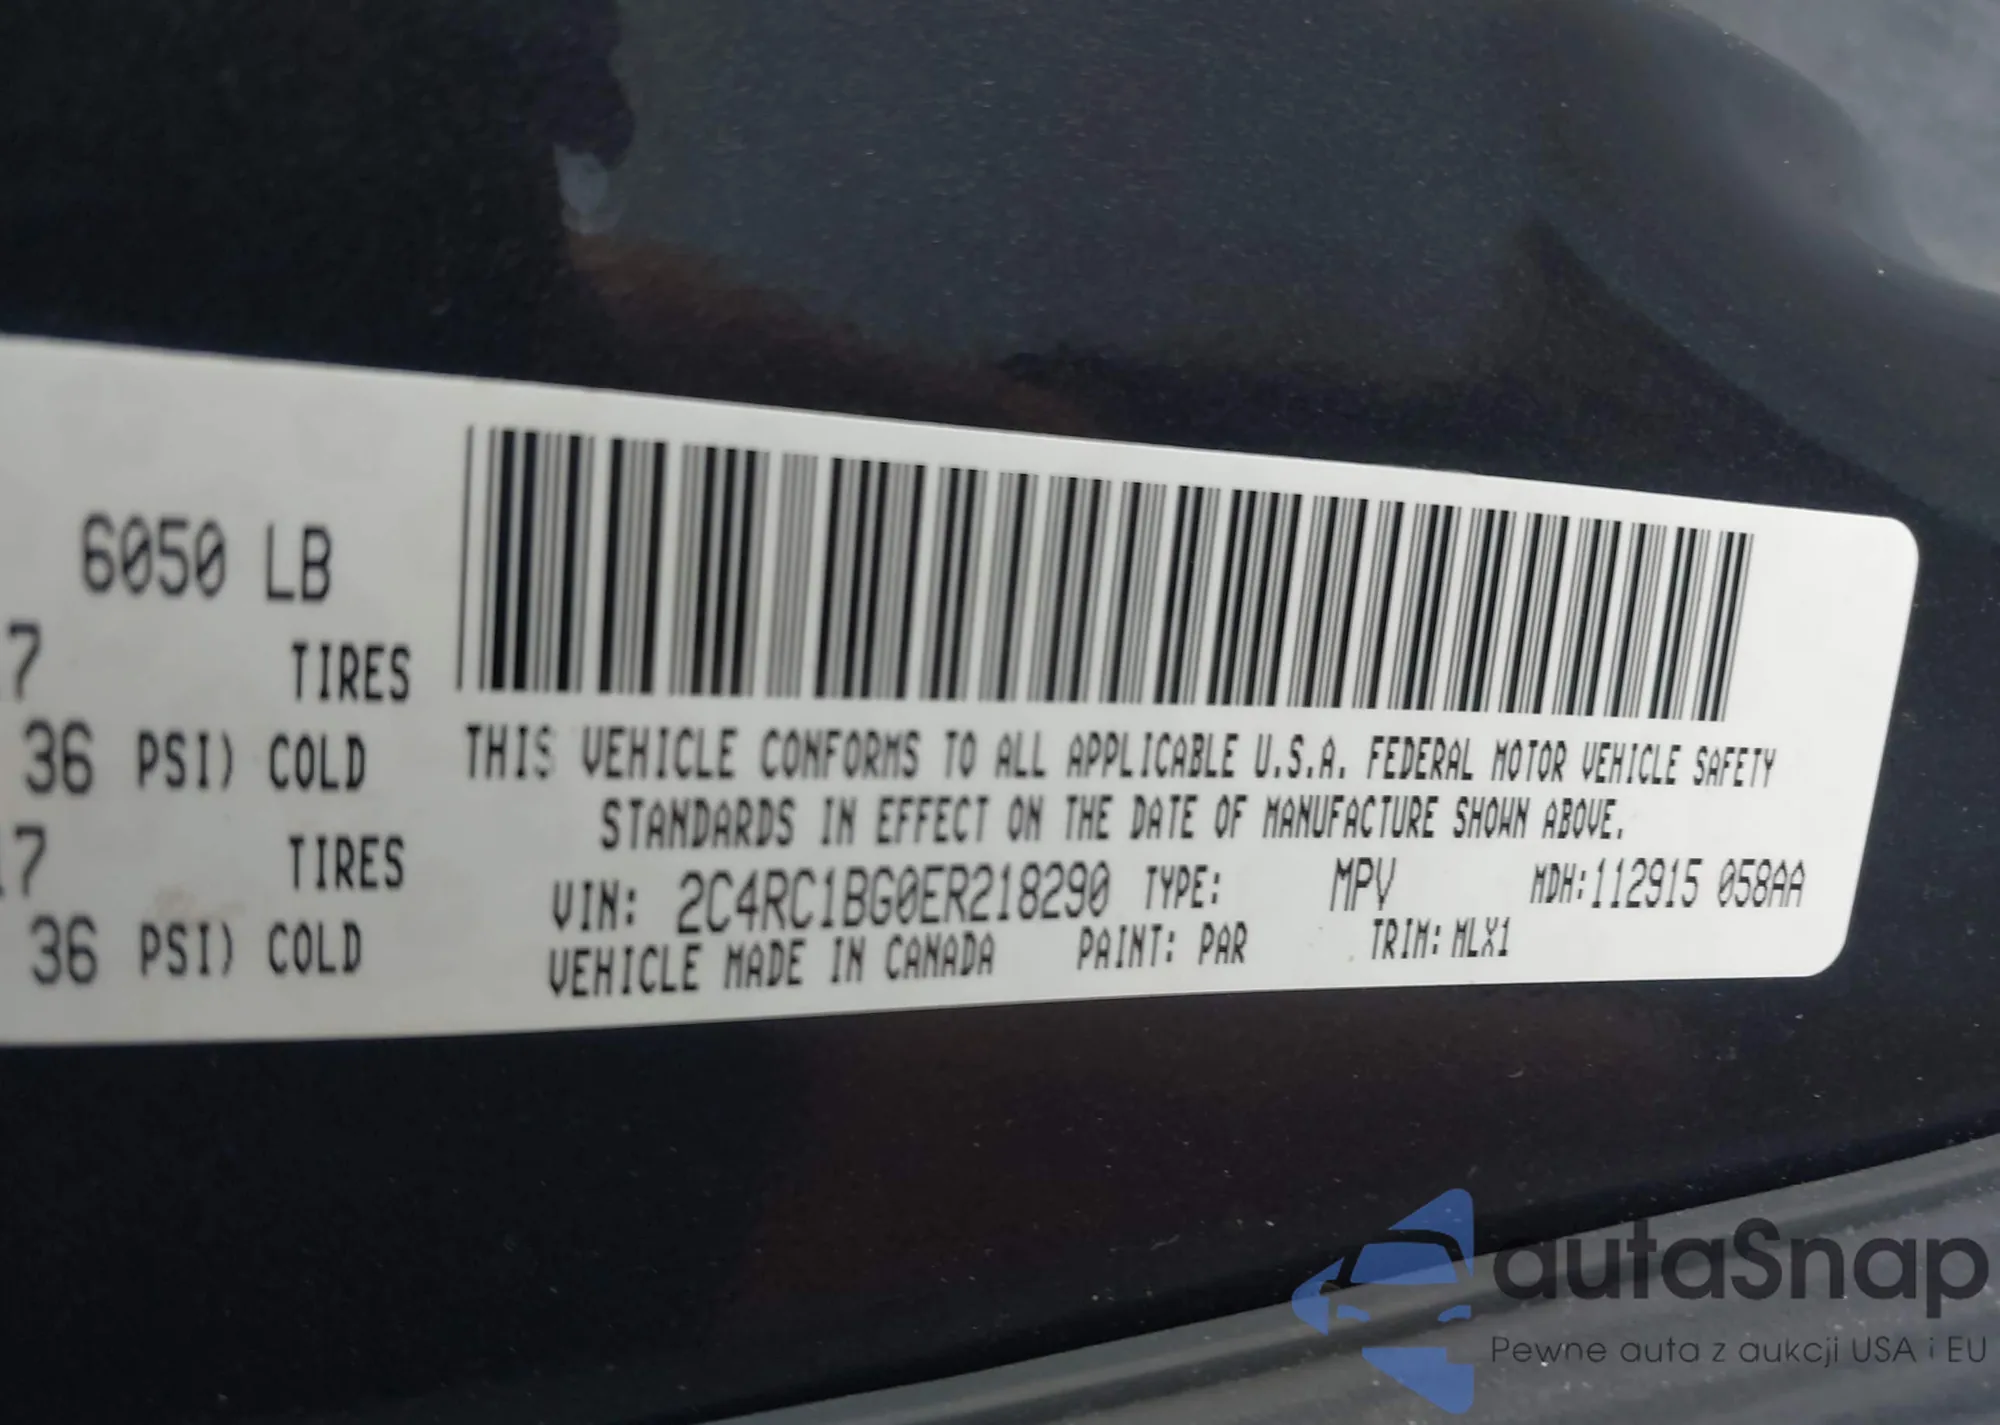 6050 LB
17 TIRES
36 PSI) COLD
17 TIRES
36 PSI) COLD
THIS VEHICLE CONFORMS TO ALL APPLICABLE U.S.A. FEDERAL MOTOR VEHICLE SAFETY
STANDARDS IN EFFECT ON THE DATE OF MANUFACTURE SHOWN ABOVE.
VIN: 2C4RC1BG0ER218290 TYPE: MPV MDH:112915 058AA
VEHICLE MADE IN CANADA PAINT: PAR TRIM: MLX1
autaSnap
Pewne auta z aukcji USA i EU